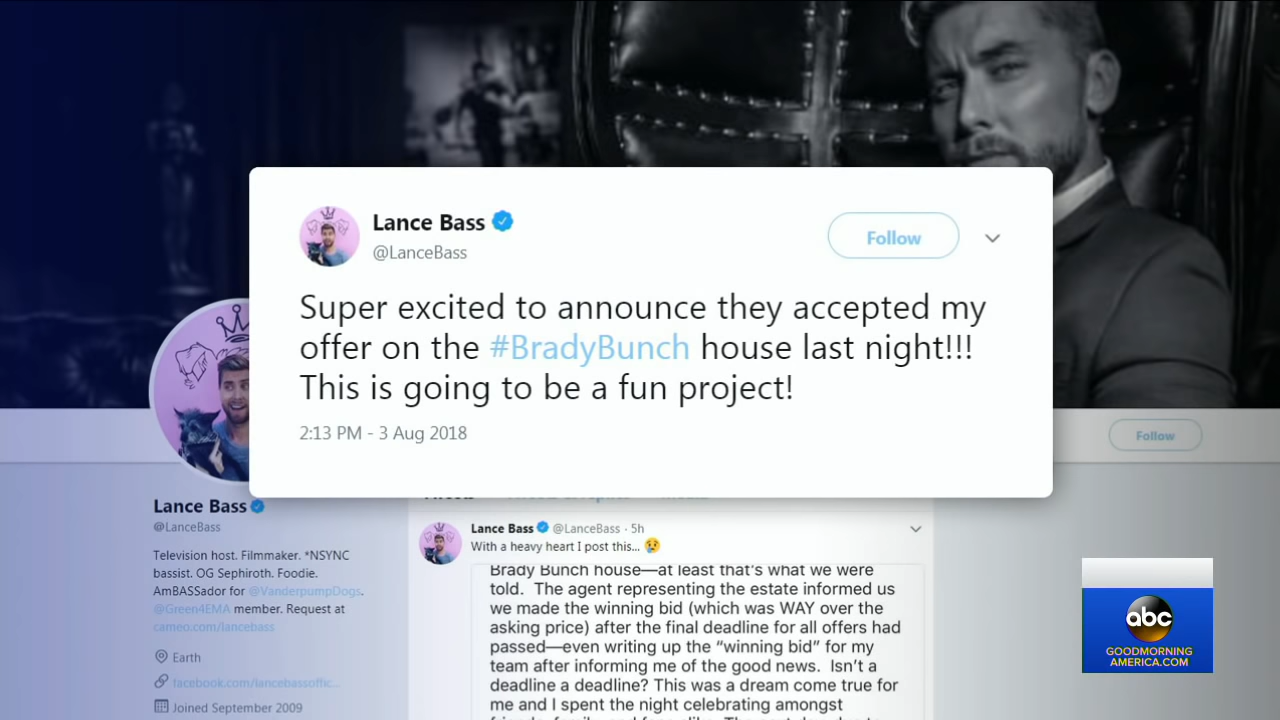 Lance Bass
@LanceBass
Follow
Super excited to announce they accepted my
offer on the #BradyBunch house last night!!!
This is going to be a fun project!
2:13 PM - 3 Aug 2018
Follow
Lance Bass
@LanceBass
Television host. Filmmaker. *NSYNC
bassist. OG Sephiroth. Foodie.
AmBASSador for @VanderpumpDogs.
@Green4EMA member. Request at
cameo.com/lancebass
Earth
facebook.com/lancebassoffic...
Joined September 2009
Lance Bass @LanceBass · 5h
With a heavy heart I post this...
Brady Bunch house—at least that's what we were
told. The agent representing the estate informed us
we made the winning bid (which was WAY over the
asking price) after the final deadline for all offers had
passed—even writing up the “winning bid” for my
team after informing me of the good news. Isn't a
deadline a deadline? This was a dream come true for
me and I spent the night celebrating amongst
abc
GOODMORNING
AMERICA.COM